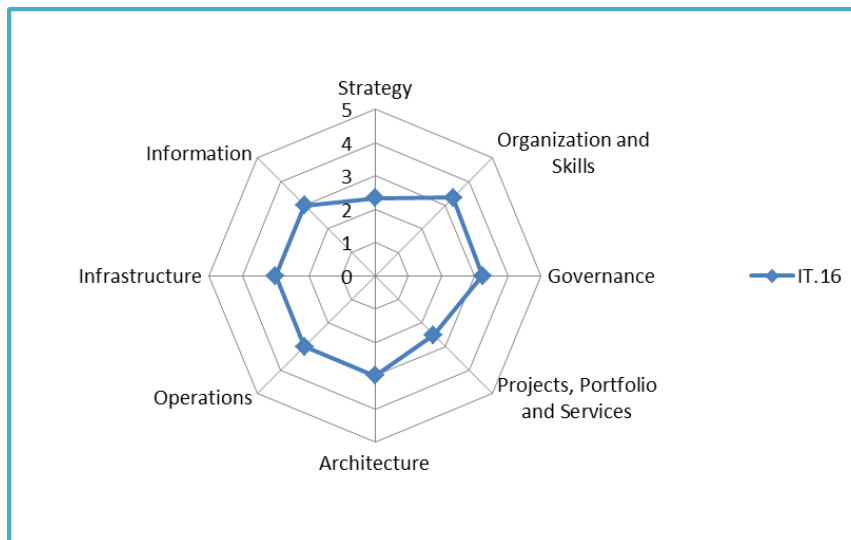 Strategy
5
4
3
2
1
0
Organization and
Skills
Governance
Projects, Portfolio
and Services
Architecture
Operations
Infrastructure
Information
IT.16